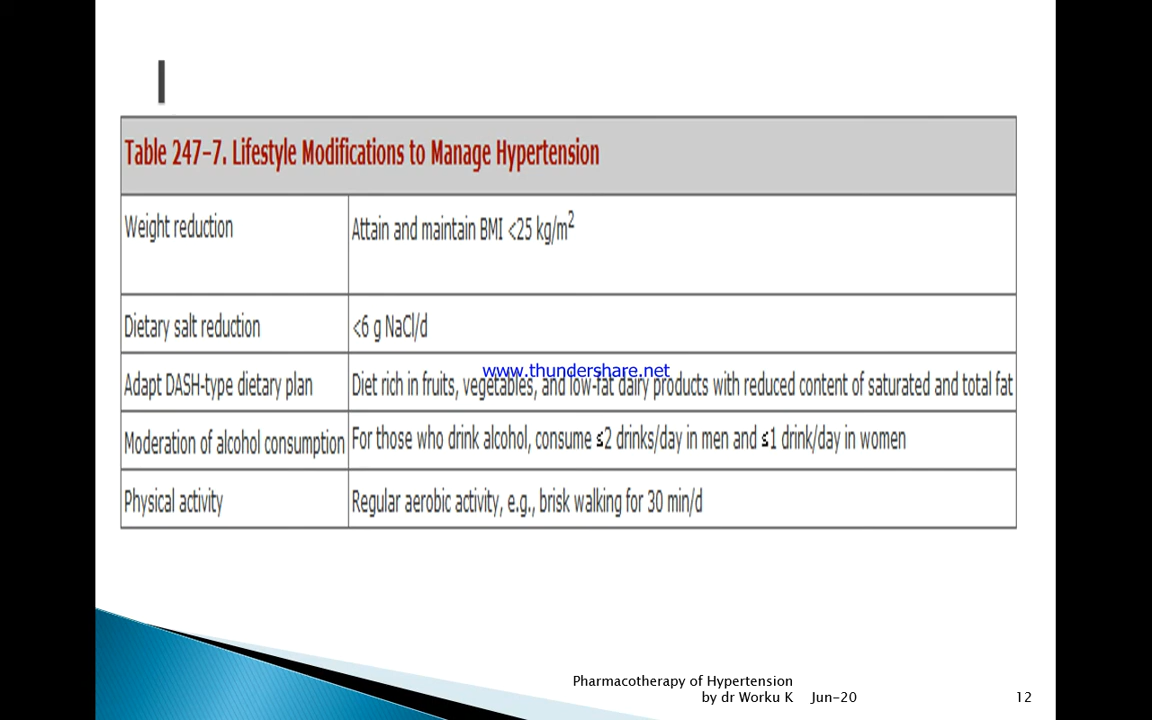 l
Table 247–7. Lifestyle Modifications to Manage Hypertension
Weight reduction
Attain and maintain BMI <25 kg/m²
Dietary salt reduction
<6 g NaCl/d
www.thundershare.net
Adapt DASH-type dietary plan
Diet rich in fruits, vegetables, and low-fat dairy products with reduced content of saturated and total fat
Moderation of alcohol consumption
For those who drink alcohol, consume ≤2 drinks/day in men and ≤1 drink/day in women
Physical activity
Regular aerobic activity, e.g., brisk walking for 30 min/d
Pharmacotherapy of Hypertension
by dr Worku K Jun-20 12